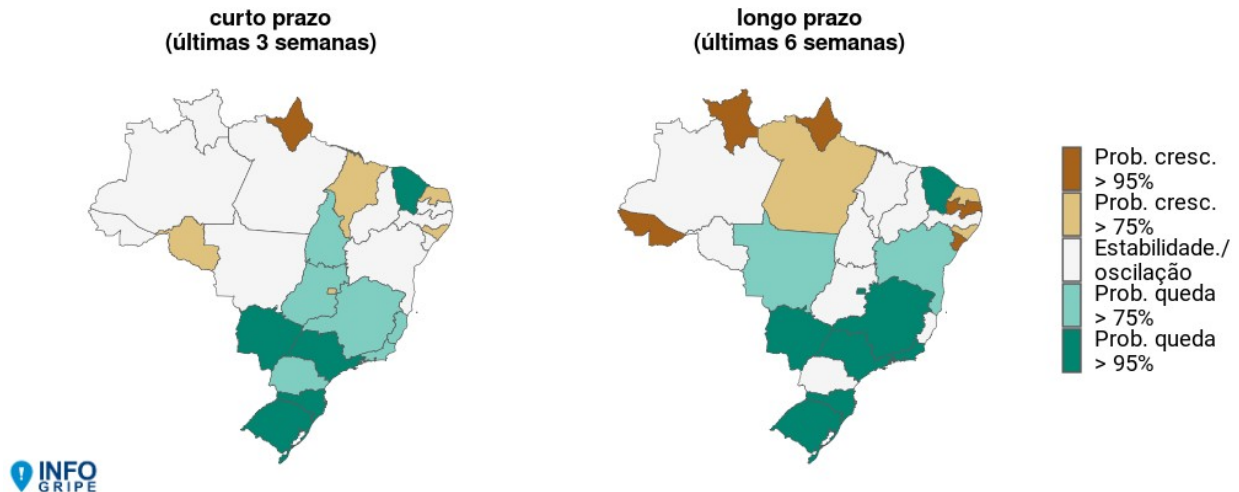 curto prazo
(últimas 3 semanas)
longo prazo
(últimas 6 semanas)
Prob. cresc.
> 95%
Prob. cresc.
> 75%
Estabilidade./
oscilação
Prob. queda
> 75%
Prob. queda
> 95%
INFO
GRIPE